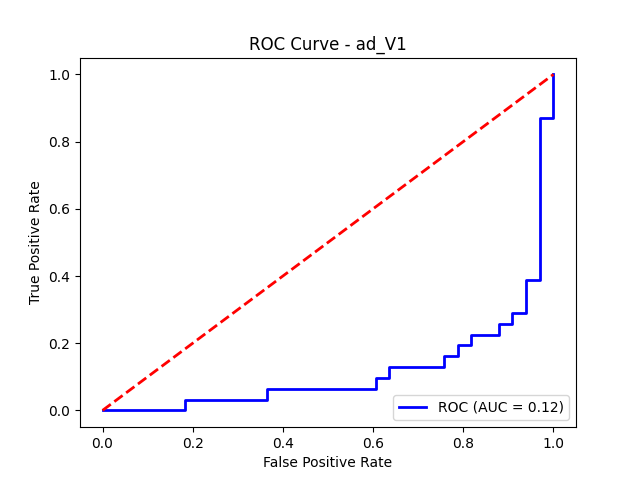 ROC Curve - ad_V1
1.0
0.8
0.6
0.4
0.2
0.0
True Positive Rate
ROC (AUC = 0.12)
0.0 0.2 0.4 0.6 0.8 1.0
False Positive Rate